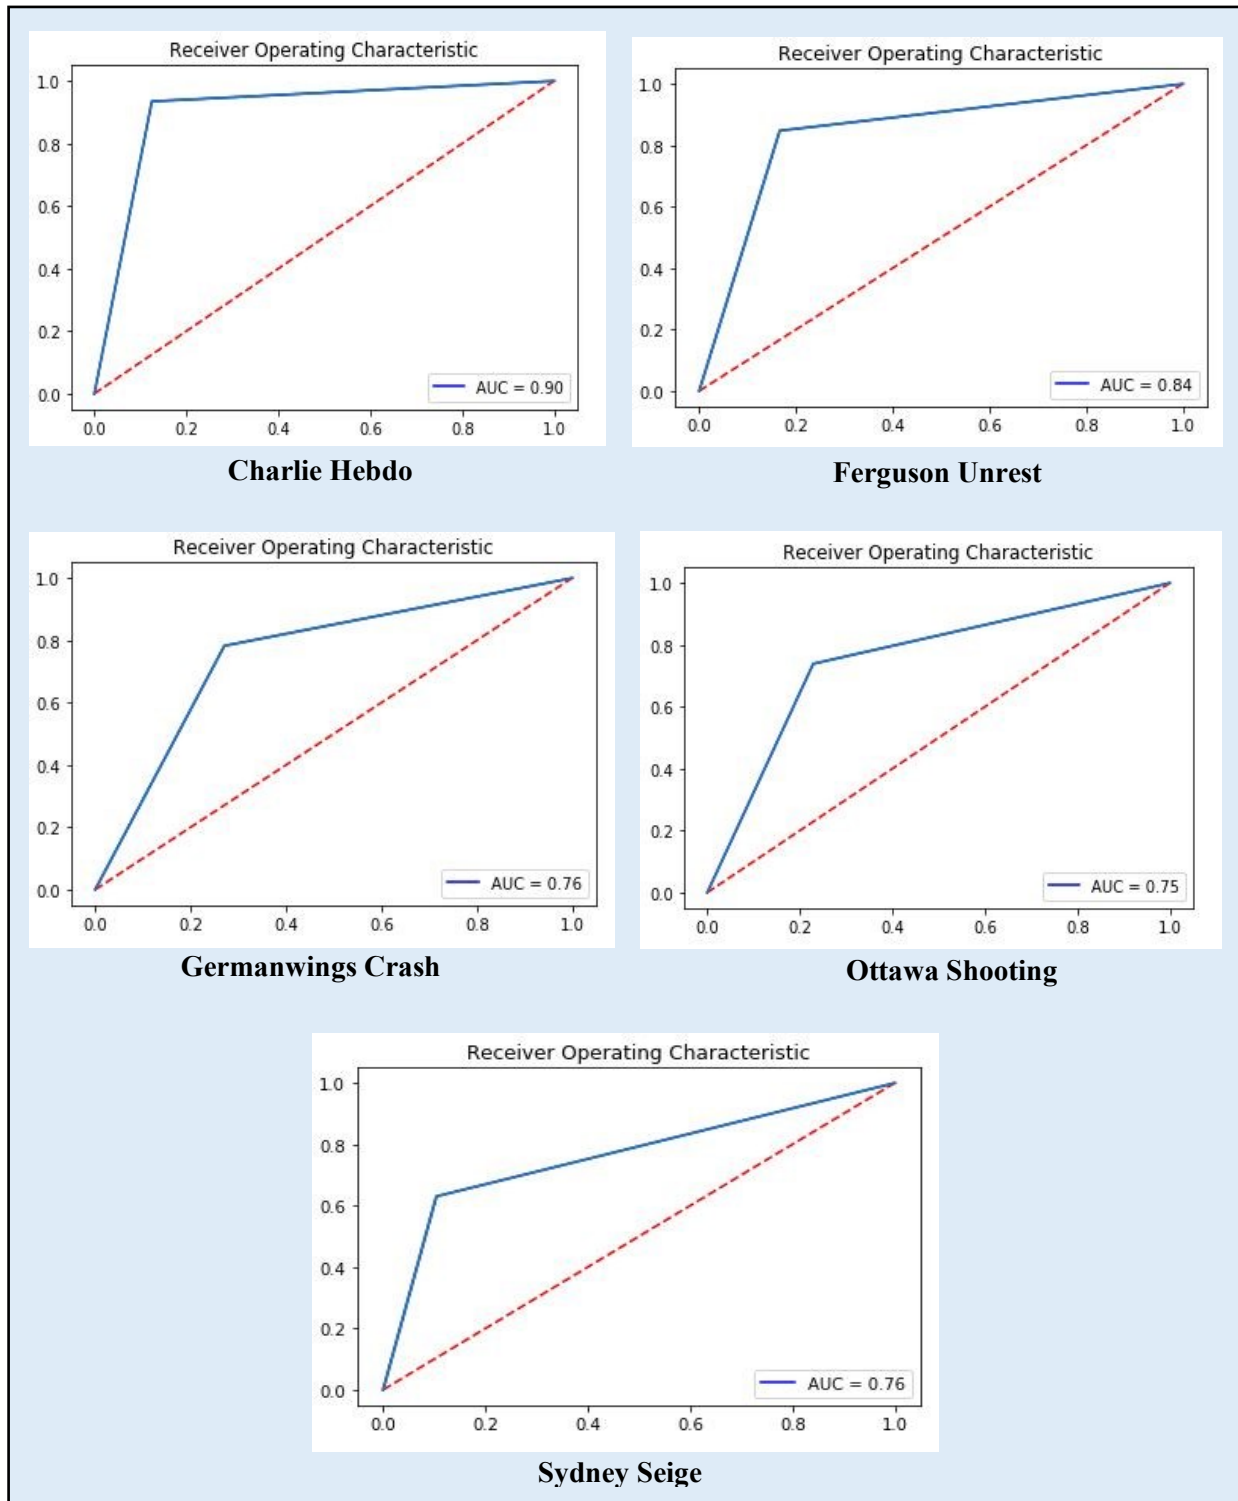 Receiver Operating Characteristic
1.0
0.8
0.6
0.4
0.2
0.0
AUC = 0.90
0.0 0.2 0.4 0.6 0.8 1.0
Charlie Hebdo
Receiver Operating Characteristic
1.0
0.8
0.6
0.4
0.2
0.0
AUC = 0.84
0.0 0.2 0.4 0.6 0.8 1.0
Ferguson Unrest
Receiver Operating Characteristic
1.0
0.8
0.6
0.4
0.2
0.0
AUC = 0.76
0.0 0.2 0.4 0.6 0.8 1.0
Germanwings Crash
Receiver Operating Characteristic
1.0
0.8
0.6
0.4
0.2
0.0
AUC = 0.75
0.0 0.2 0.4 0.6 0.8 1.0
Ottawa Shooting
Receiver Operating Characteristic
1.0
0.8
0.6
0.4
0.2
0.0
AUC = 0.76
0.0 0.2 0.4 0.6 0.8 1.0
Sydney Seige